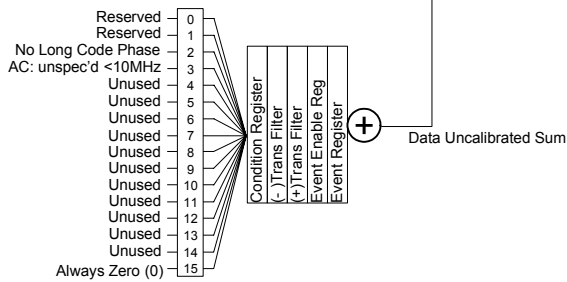 Reserved 0
Reserved 1
No Long Code Phase 2
AC: unspec'd <10MHz 3
Unused 4
Unused 5
Unused 6
Unused 7
Unused 8
Unused 9
Unused 10
Unused 11
Unused 12
Unused 13
Unused 14
Always Zero (0) 15
Condition Register
(-)Trans Filter
(+)Trans Filter
Event Enable Reg
Event Register
+
Data Uncalibrated Sum